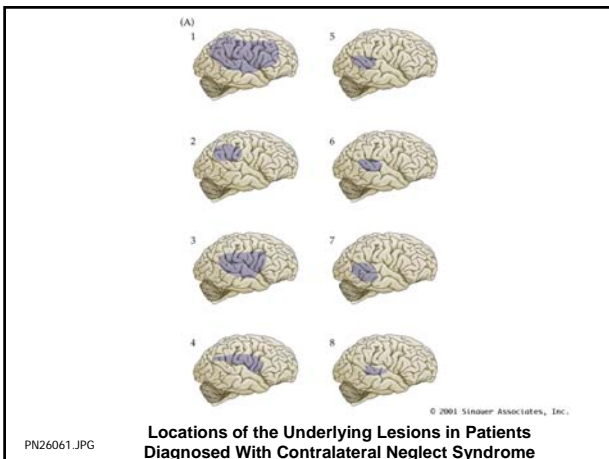 (A)
1
5
2
6
3
7
4
8
© 2001 Sinauer Associates, Inc.
PN26061.JPG
Locations of the Underlying Lesions in Patients
Diagnosed With Contralateral Neglect Syndrome